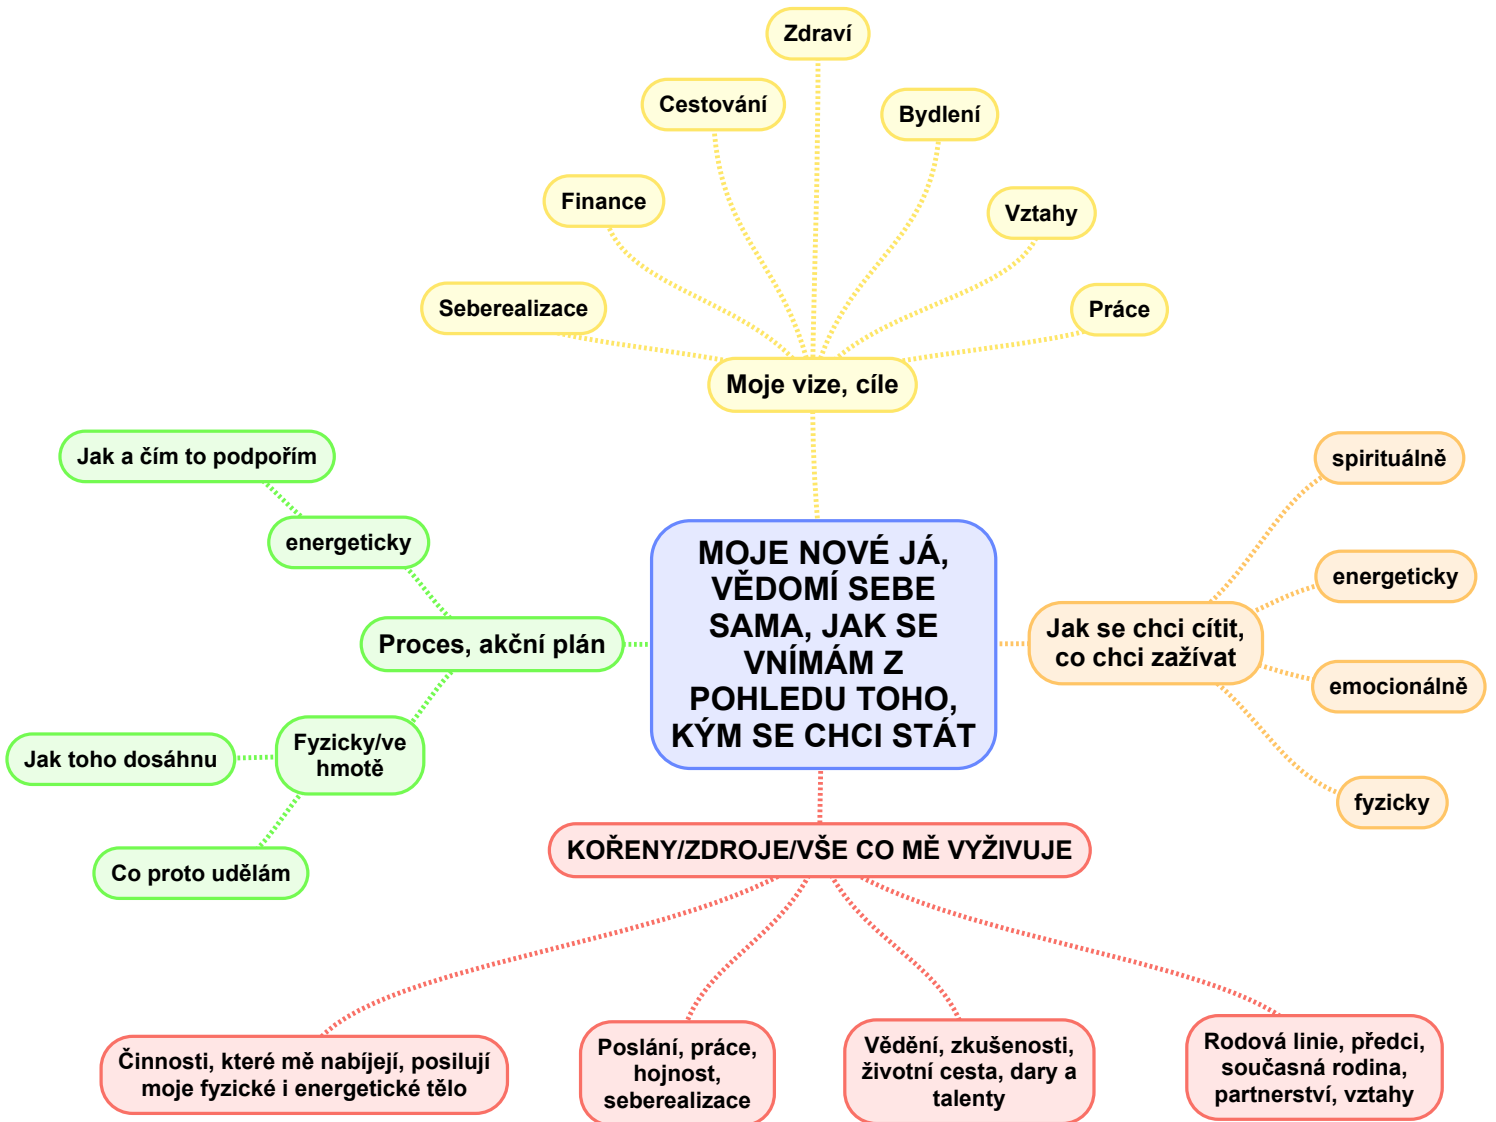 Zdraví
Cestování
Bydlení
Finance
Vztahy
Seberealizace
Práce
Moje vize, cíle
Jak a čím to podpořím
energeticky
Proces, akční plán
Fyzicky/ve
hmotě
Jak toho dosáhnu
Co proto udělám
MOJE NOVÉ JÁ,
VĚDOMÍ SEBE
SAMA, JAK SE
VNÍMÁM Z
POHLEDU TOHO,
KÝM SE CHCI STÁT
Jak se chci cítit,
co chci zažívat
spirituálně
energeticky
emocionálně
fyzicky
KOŘENY/ZDROJE/VŠE CO MĚ VYŽIVUJE
Činnosti, které mě nabíjejí, posilují
moje fyzické i energetické tělo
Poslání, práce,
hojnost,
seberealizace
Vědění, zkušenosti,
životní cesta, dary a
talenty
Rodová linie, předci,
současná rodina,
partnerství, vztahy